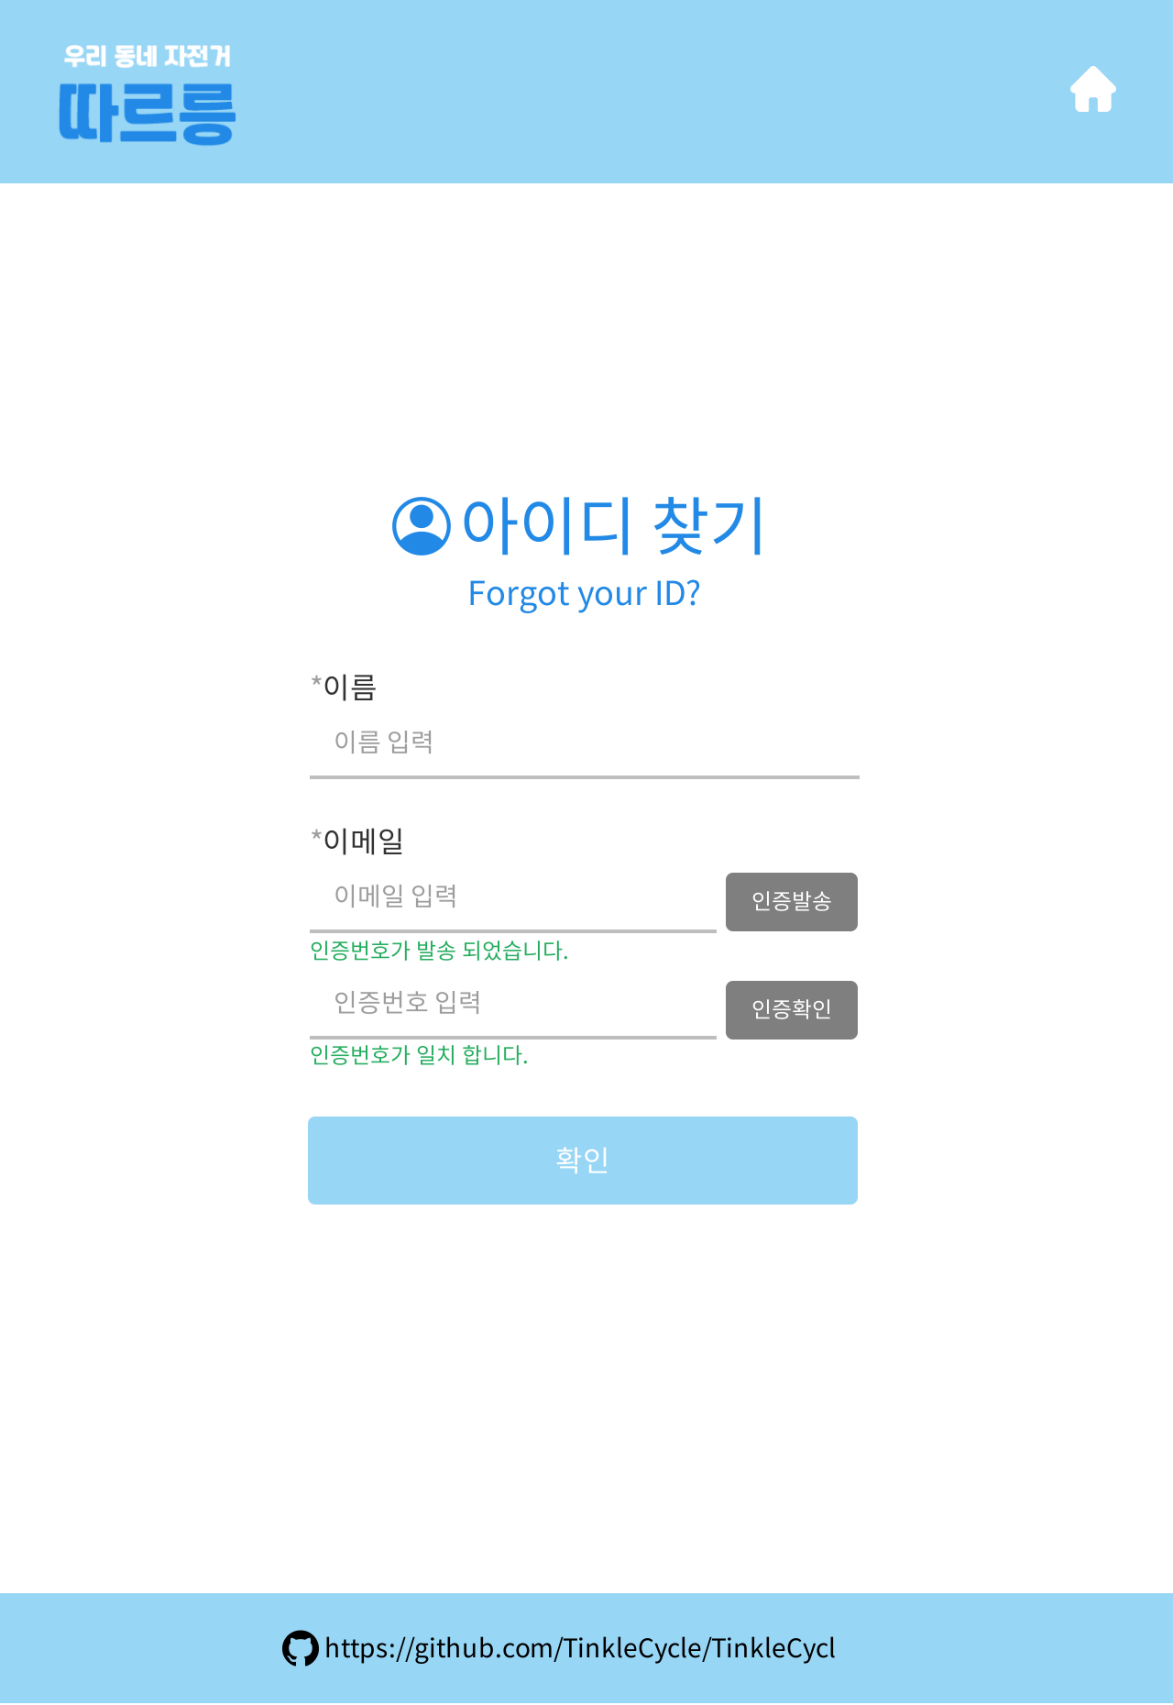 우리 동네 자전거
따르릉
아이디 찾기
Forgot your ID?
*이름
이름 입력
*이메일
이메일 입력
인증발송
인증번호가 발송 되었습니다.
인증번호 입력
인증확인
인증번호가 일치 합니다.
확인
https://github.com/TinkleCycle/TinkleCycl